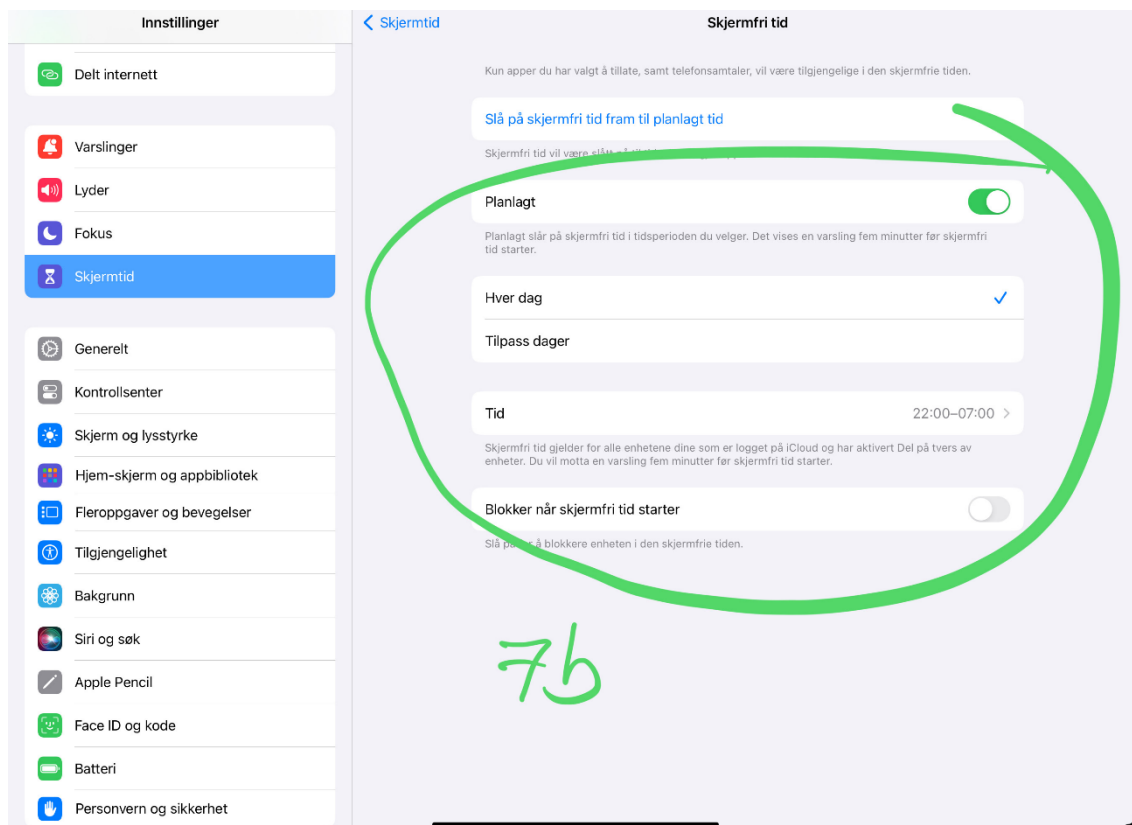 Innstillinger
Delt internett
Varslinger
Lyder
Fokus
Skjermtid
Generelt
Kontrollsenter
Skjerm og lysstyrke
Hjem-skjerm og appbibliotek
Fleroppgaver og bevegelser
Tilgjengelighet
Bakgrunn
Siri og søk
Apple Pencil
Face ID og kode
Batteri
Personvern og sikkerhet
Skjermtid
Skjermfri tid
Kun apper du har valgt å tillate, samt telefonsamtaler, vil være tilgjengelige i den skjermfrie tiden.
Slå på skjermfri tid fram til planlagt tid
Skjermfri tid vil være slått på
Planlagt
Planlagt slår på skjermfri tid i tidsperioden du velger. Det vises en varsling fem minutter før skjermfri
tid starter.
Hver dag
Tilpass dager
Tid
22:00–07:00
Skjermfri tid gjelder for alle enhetene dine som er logget på iCloud og har aktivert Del på tvers av
enheter. Du vil motta en varsling fem minutter før skjermfri tid starter.
Blokker når skjermfri tid starter
Slå å blokkere enheten i den skjermfrie tiden.
7b